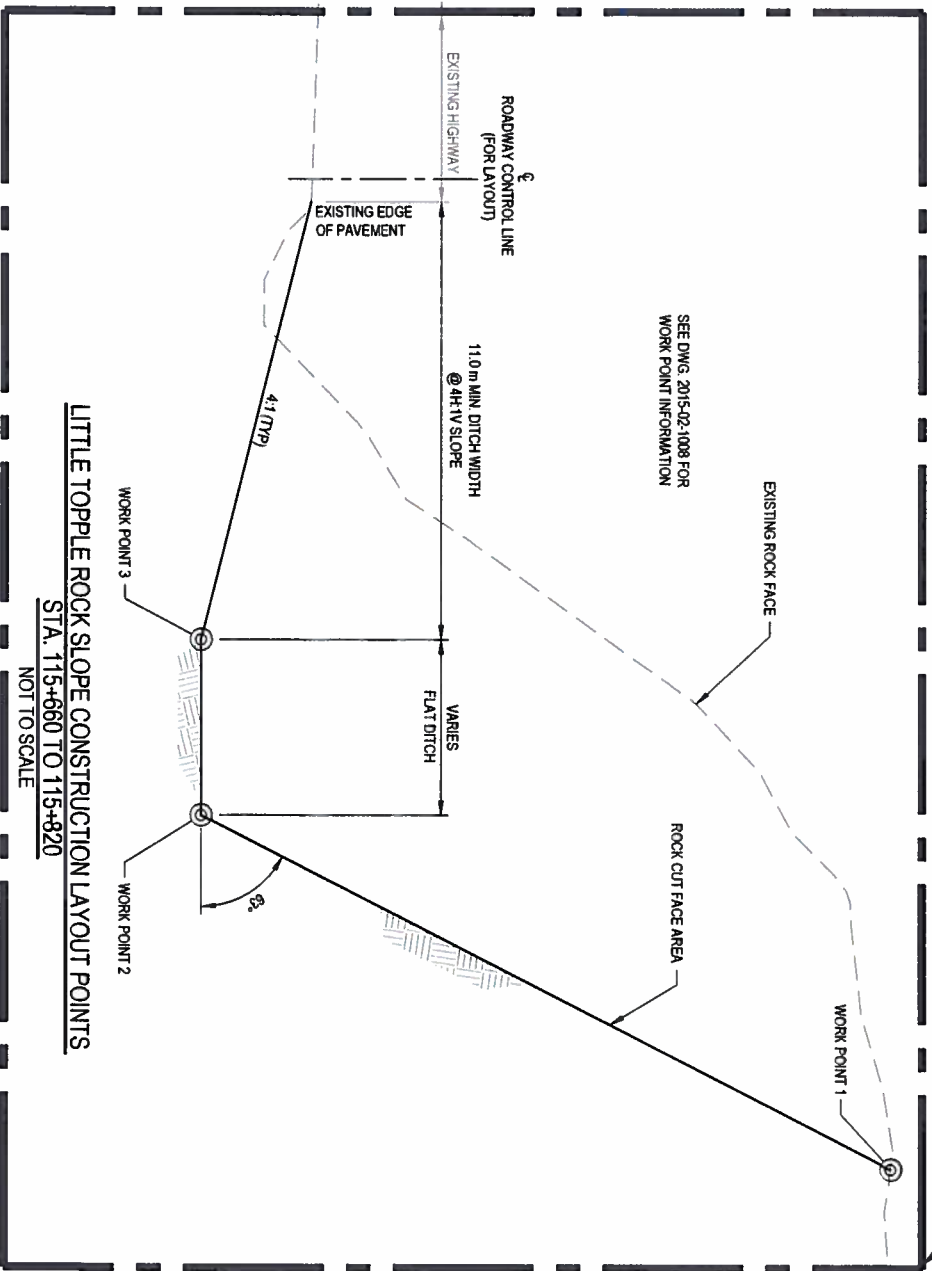 EXISTING HIGHWAY
℄
ROADWAY CONTROL LINE
(FOR LAYOUT)
EXISTING EDGE
OF PAVEMENT
SEE DWG. 2015-02-1008 FOR
WORK POINT INFORMATION
11.0 m MIN. DITCH WIDTH
@ 4H:1V SLOPE
4:1 (TYP)
EXISTING ROCK FACE
VARIES
FLAT DITCH
ROCK CUT FACE AREA
WORK POINT 1
63°
WORK POINT 3
WORK POINT 2
LITTLE TOPPLE ROCK SLOPE CONSTRUCTION LAYOUT POINTS
STA. 115+660 TO 115+820
NOT TO SCALE